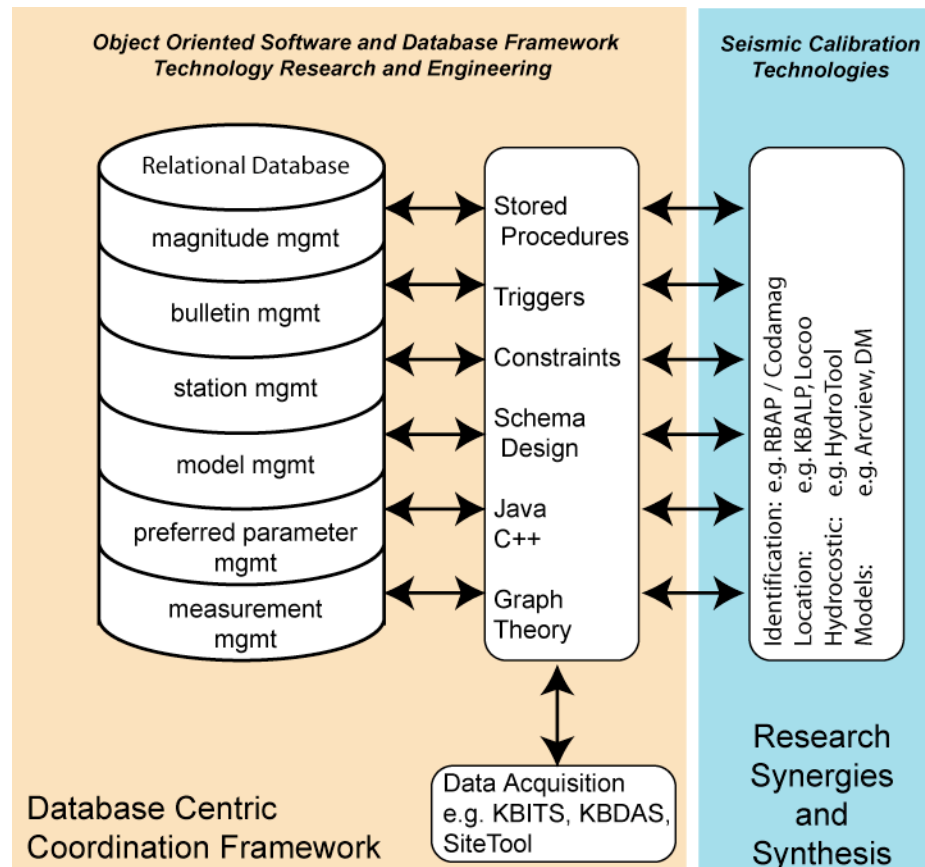 Object Oriented Software and Database Framework
Technology Research and Engineering
Seismic Calibration
Technologies
Relational Database
magnitude mgmt
bulletin mgmt
station mgmt
model mgmt
preferred parameter
mgmt
measurement
mgmt
Stored
Procedures
Triggers
Constraints
Schema
Design
Java
C++
Graph
Theory
Identification: e.g. RBAP / Codamag
Location: e.g. KBALP, Locoo
Hydrocostic: e.g. HydroTool
Models: e.g. Arcview, DM
Data Acquisition
e.g. KBITS, KBDAS,
SiteTool
Database Centric
Coordination Framework
Research
Synergies
and
Synthesis